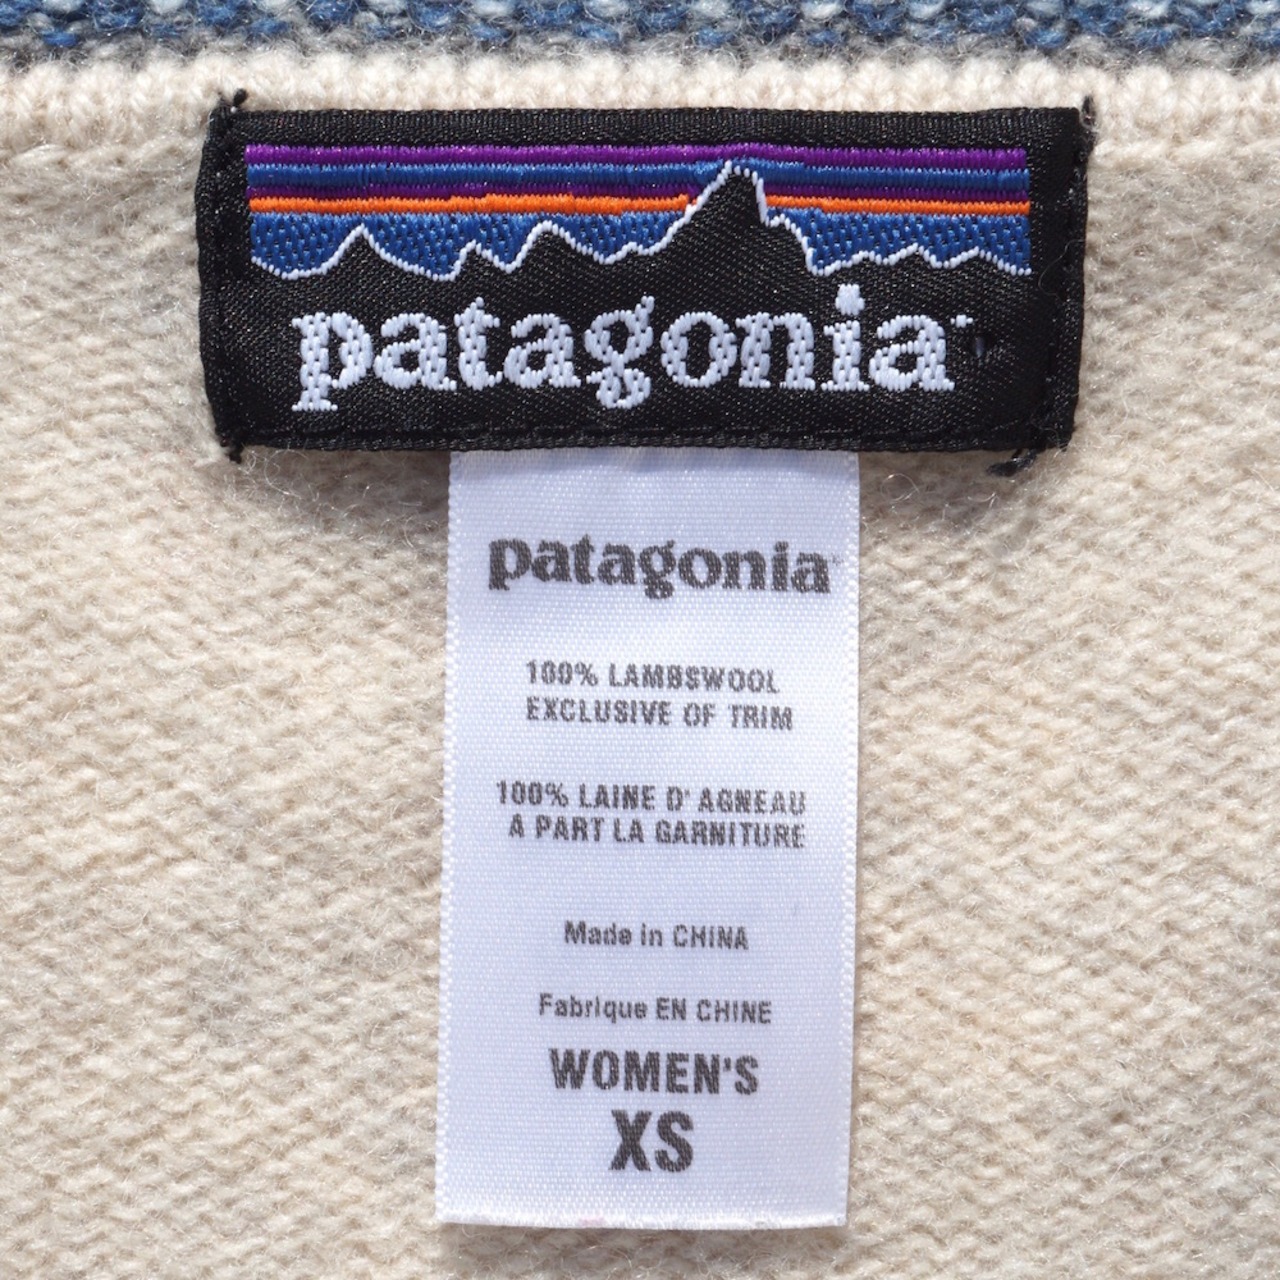 patagonia
patagonia
100% LAMBSWOOL
EXCLUSIVE OF TRIM
100% LAINE D' AGNEAU
A PART LA GARNITURE
Made in CHINA
Fabrique EN CHINE
WOMEN'S
XS